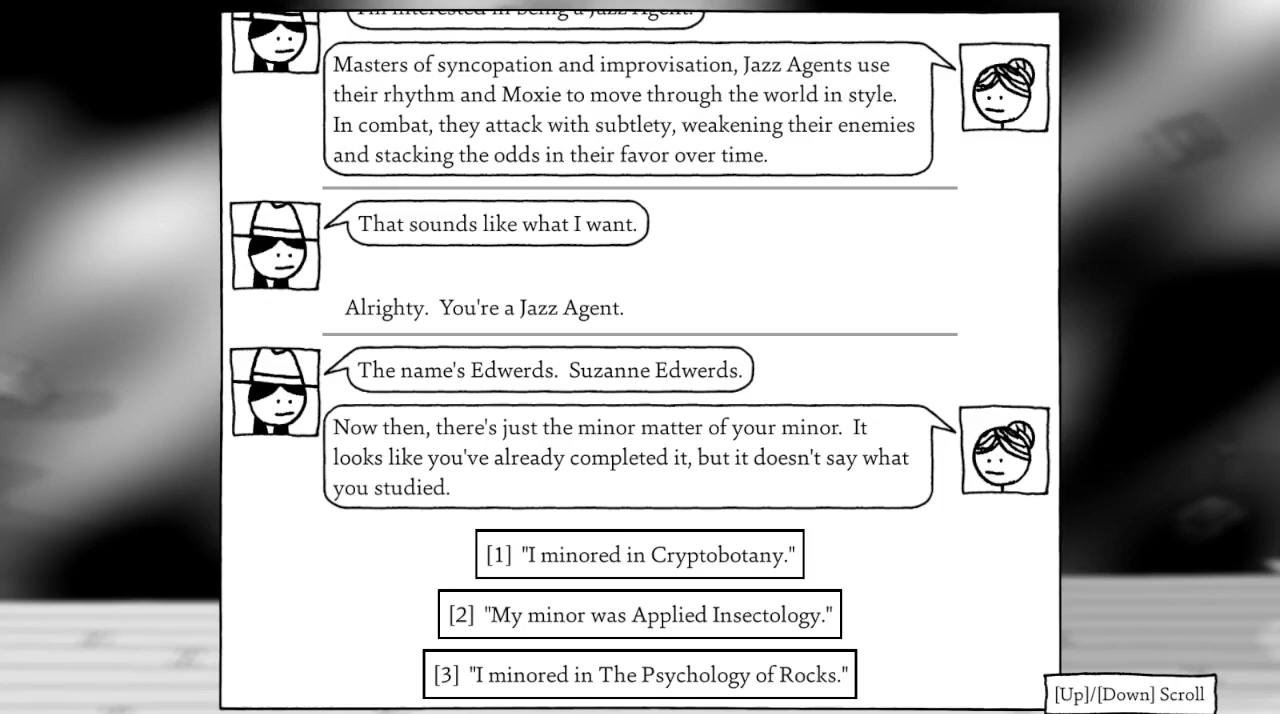 I'm interested in being a Jazz Agent.
Masters of syncopation and improvisation, Jazz Agents use
their rhythm and Moxie to move through the world in style.
In combat, they attack with subtlety, weakening their enemies
and stacking the odds in their favor over time.
That sounds like what I want.
Alrighty.  You're a Jazz Agent.
The name's Edwerds.  Suzanne Edwerds.
Now then, there's just the minor matter of your minor.  It
looks like you've already completed it, but it doesn't say what
you studied.
[1]  "I minored in Cryptobotany."
[2]  "My minor was Applied Insectology."
[3]  "I minored in The Psychology of Rocks."
[Up]/[Down] Scroll